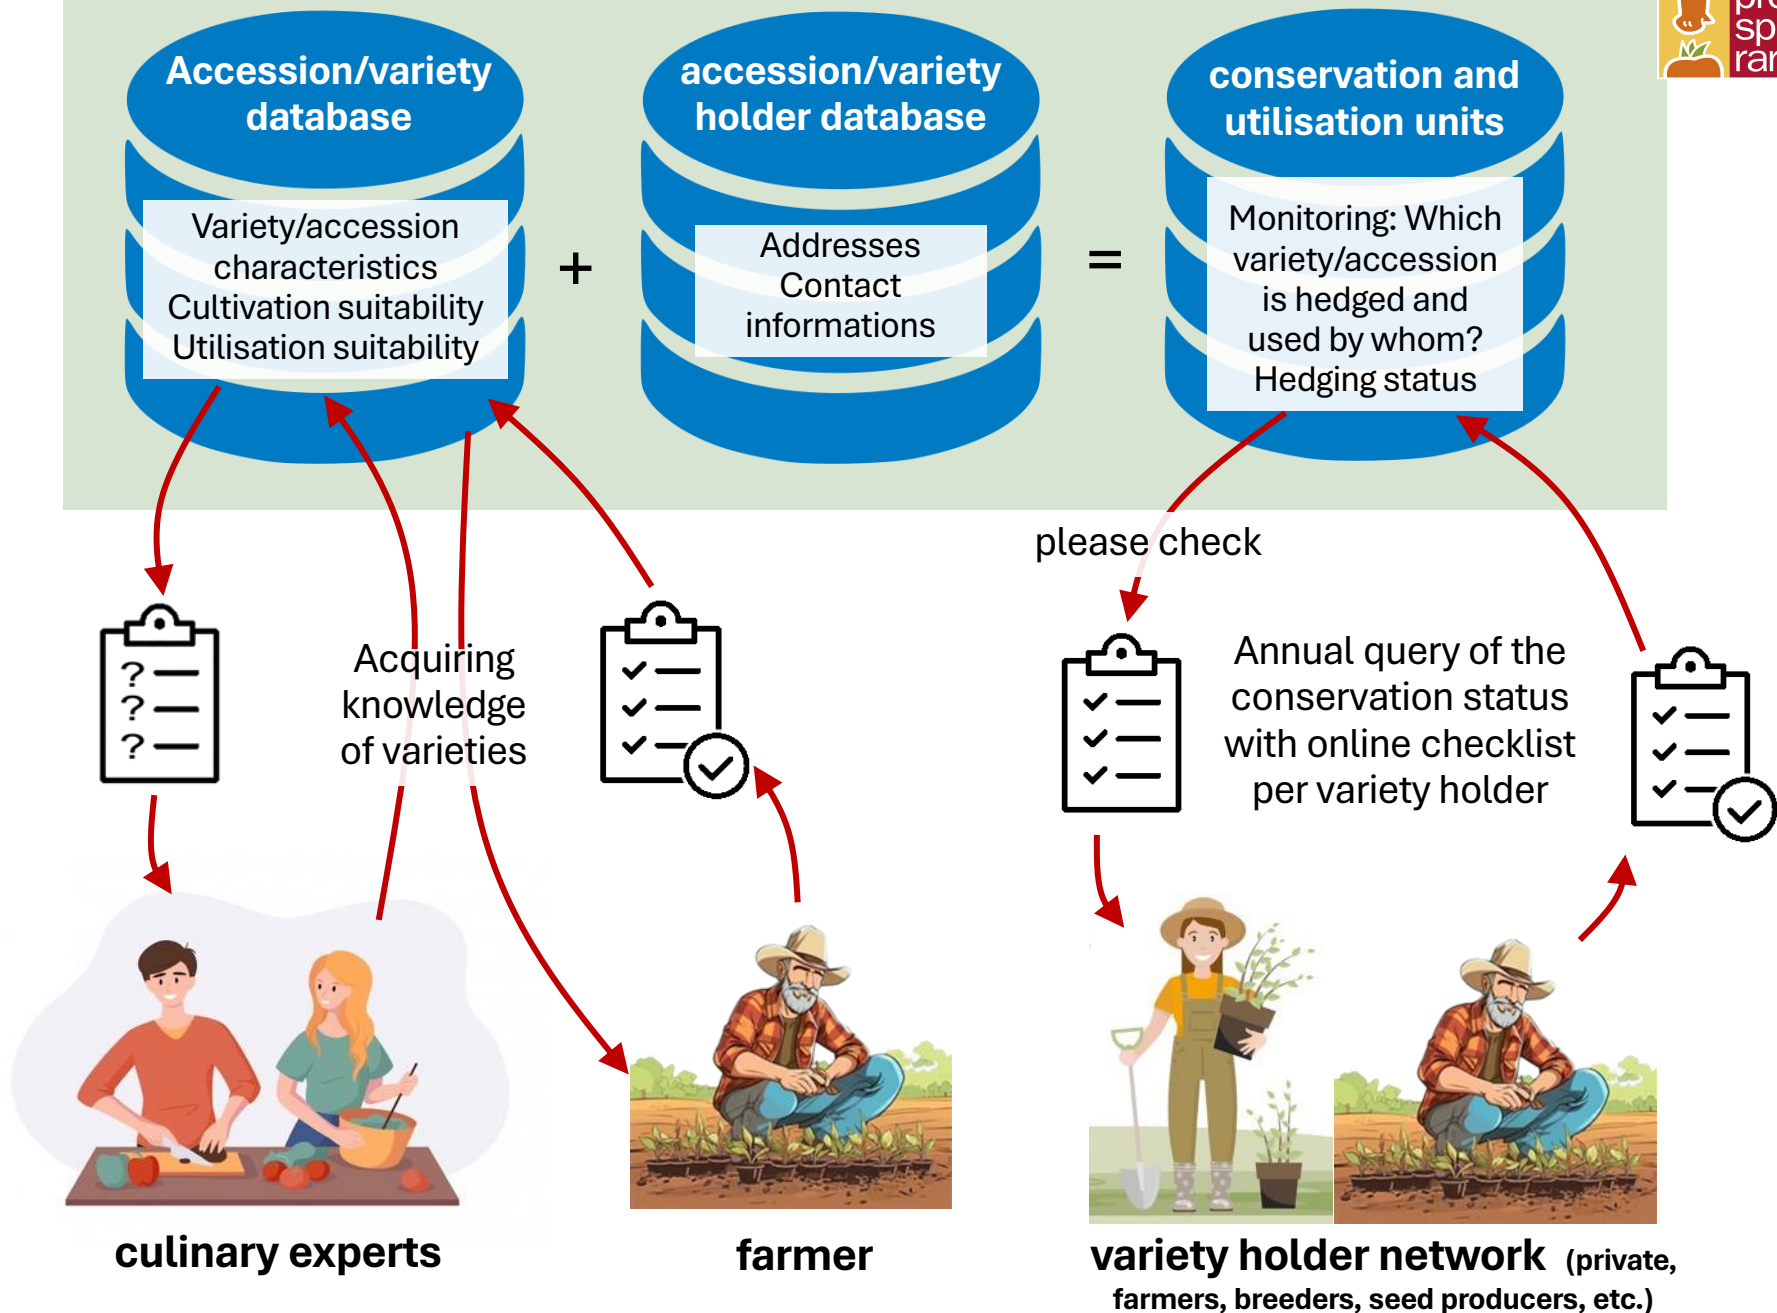 Accession/variety
database
Variety/accession
characteristics
Cultivation suitability
Utilisation suitability
+
accession/variety
holder database
Addresses
Contact
informations
=
conservation and
utilisation units
Monitoring: Which
variety/accession
is hedged and
used by whom?
Hedging status
please check
? 
? 
? 
Acquiring
knowledge
of varieties
Annual query of the
conservation status
with online checklist
per variety holder
culinary experts
farmer
variety holder network (private,
farmers, breeders, seed producers, etc.)